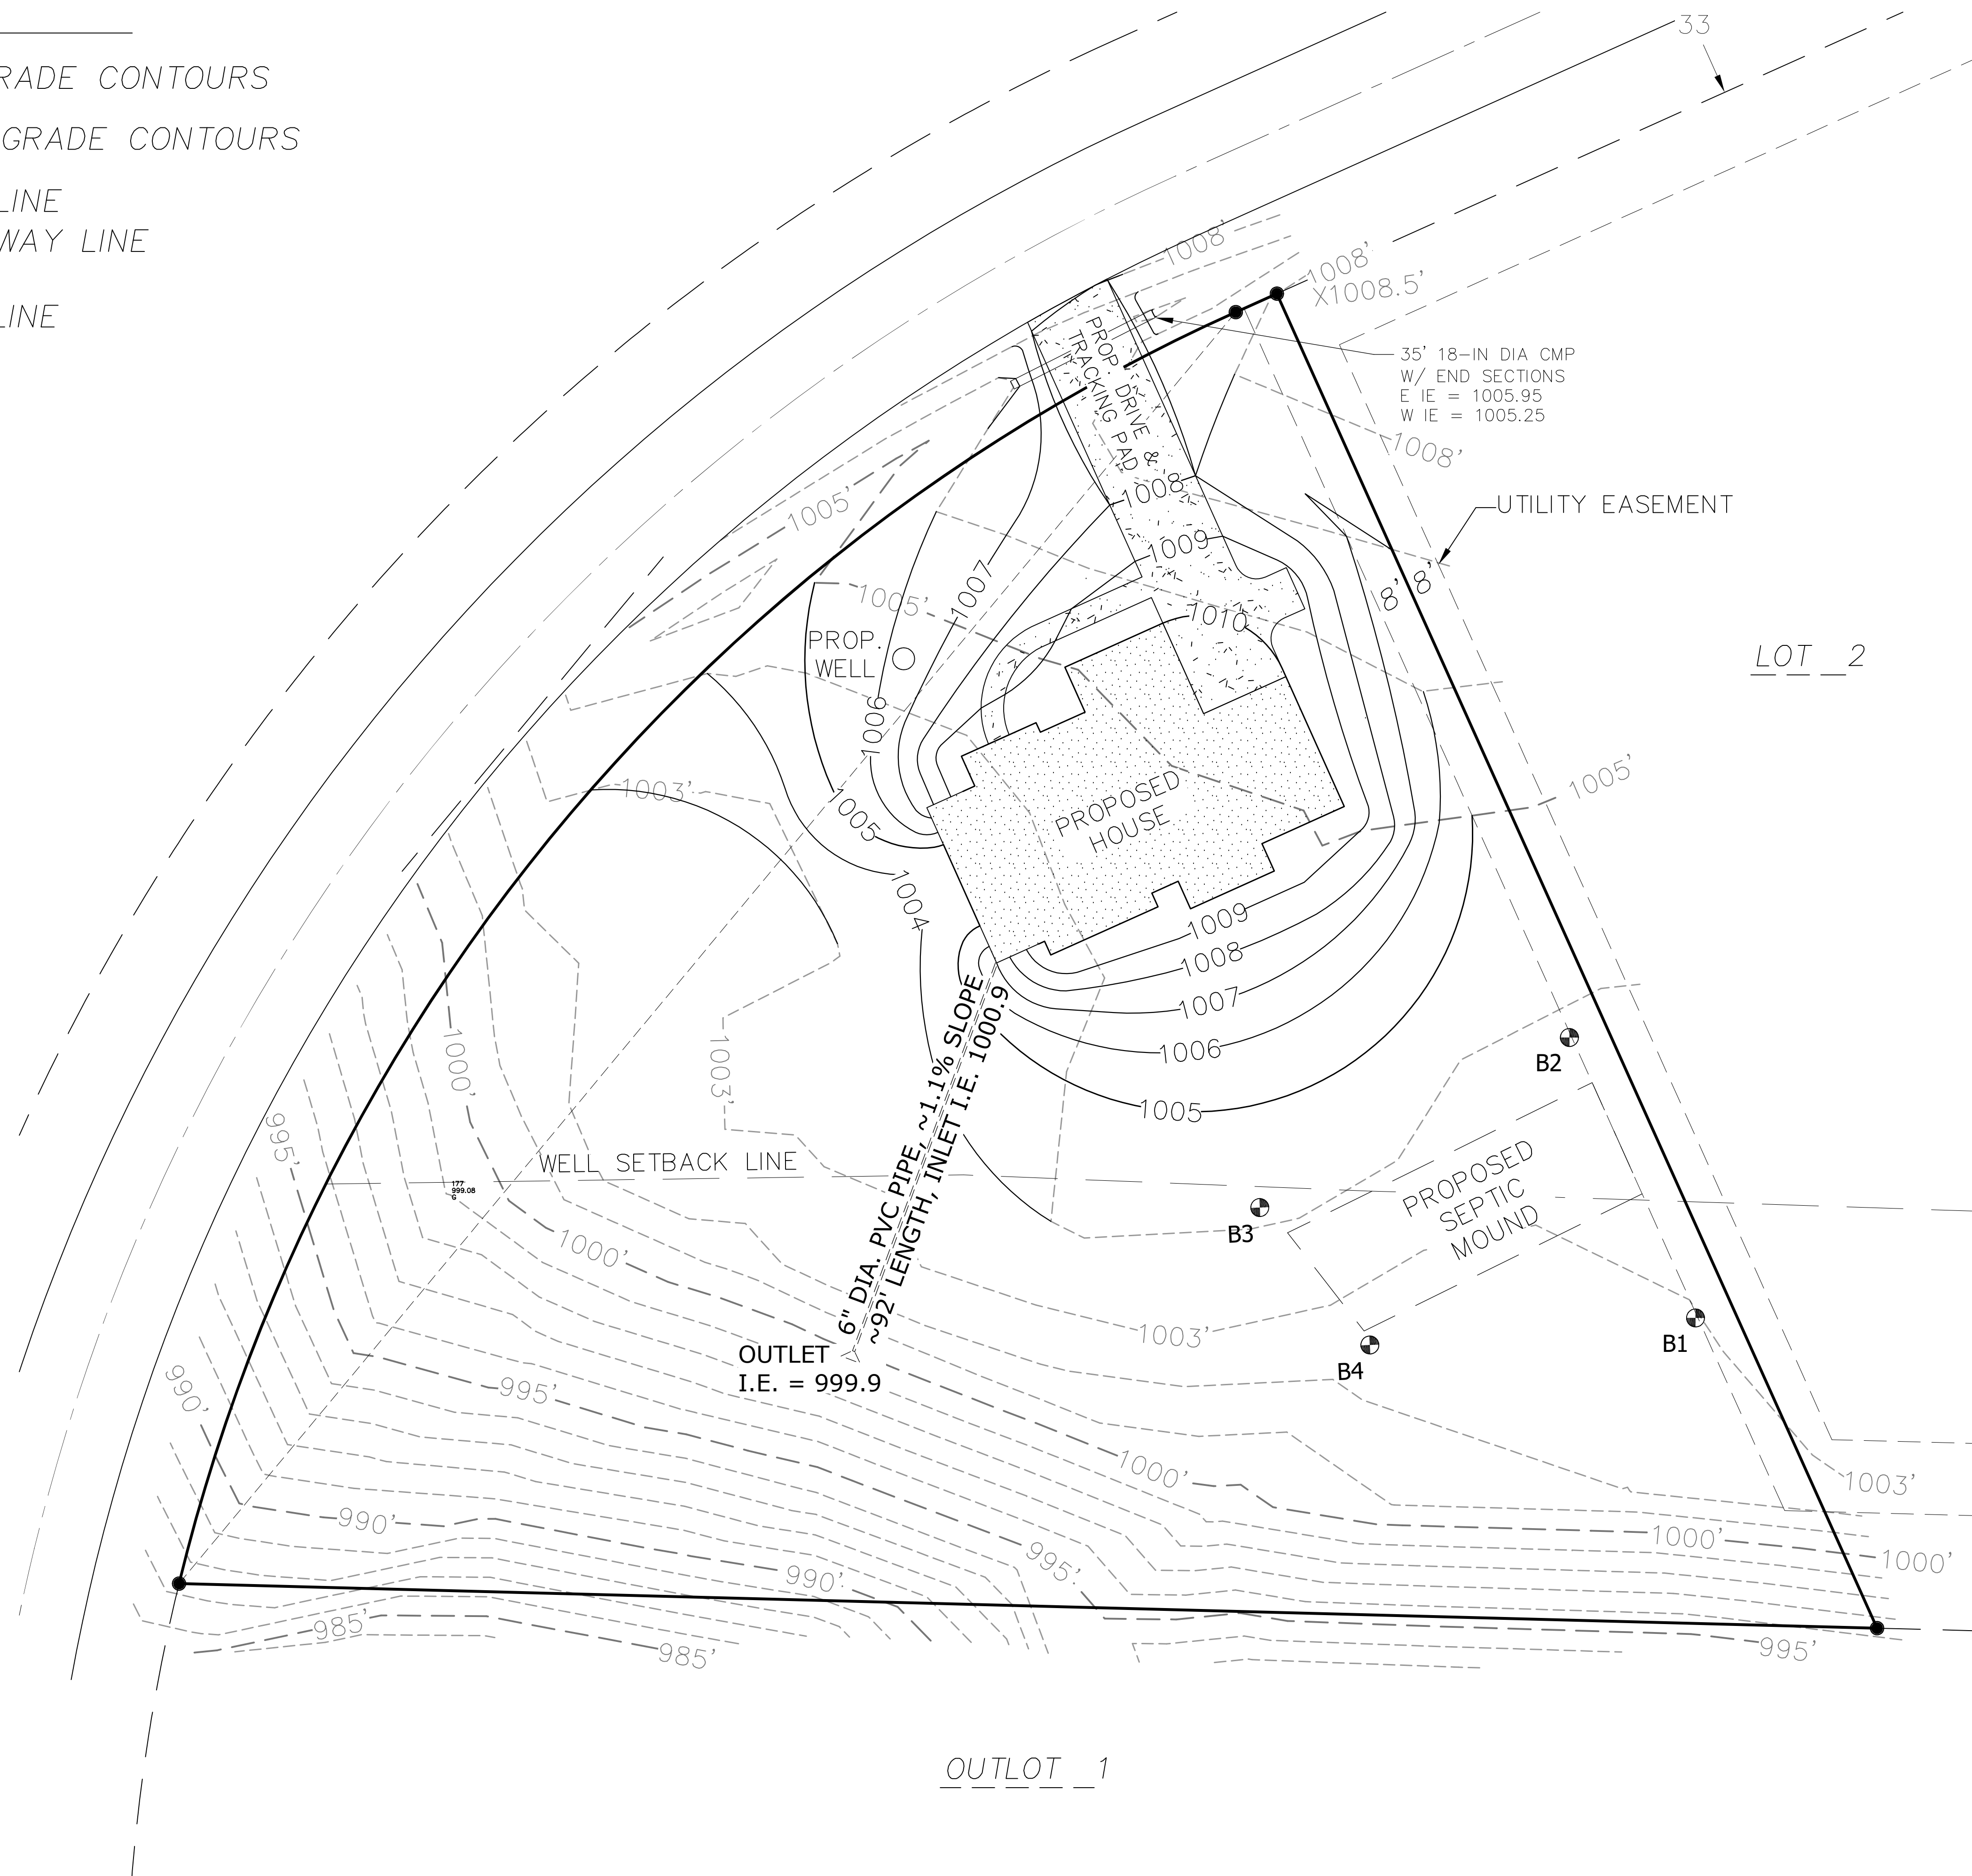 RADE CONTOURS
GRADE CONTOURS
LINE
WAY LINE
LINE
33
1008'
1008'
X1008.5'
PROP. DRIVE &
TRACKING PAD
35' 18-IN DIA CMP
W/ END SECTIONS
E IE = 1005.95
W IE = 1005.25
1008'
1005'
1008
UTILITY EASEMENT
1009
1007
1005'
8' 8'
1010
PROP.
WELL
LOT 2
1006
1003'
1005
PROPOSED
HOUSE
1005'
1004
1009
1008
1007
1006
1005
1000'
1003'
995'
6" DIA. PVC PIPE, ~1.1% SLOPE
~92' LENGTH, INLET I.E. 1000.9
B2
WELL SETBACK LINE
177
999.08
G
PROPOSED
SEPTIC
MOUND
B3
1000'
1003'
B1
B4
OUTLET
I.E. = 999.9
990'
995'
1000'
1003'
990'
1000'
1000'
995'
990'
985'
985'
995'
OUTLOT 1